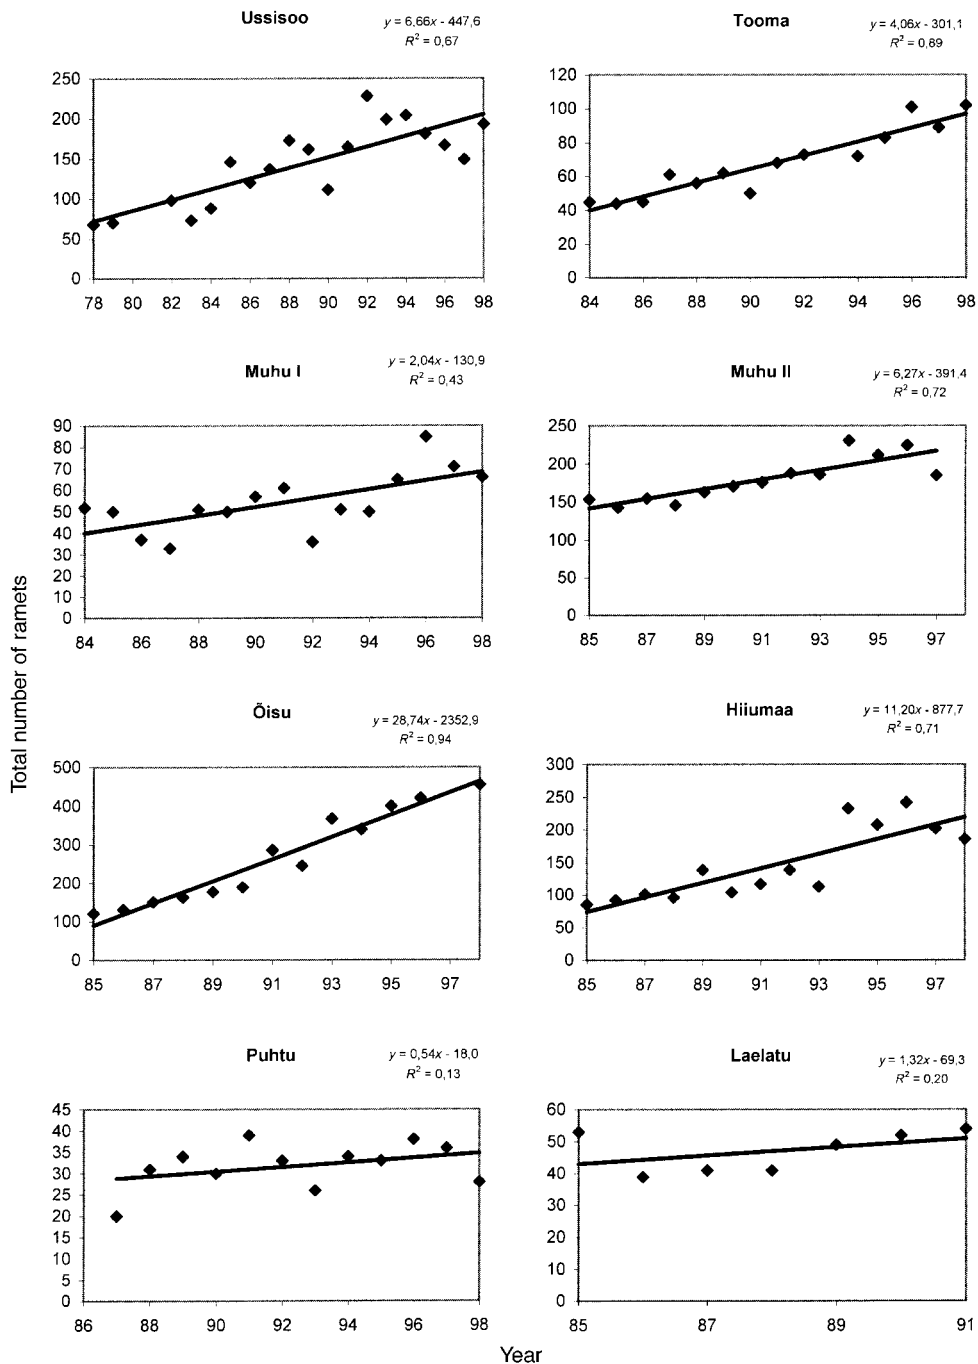 Ussisoo
y = 6,66x - 447,6
R² = 0,67
250
200
150
100
50
0
78 80 82 84 86 88 90 92 94 96 98
Tooma
y = 4,06x - 301,1
R² = 0,89
120
100
80
60
40
20
0
84 86 88 90 92 94 96 98
Muhu I
y = 2,04x - 130,9
R² = 0,43
90
80
70
60
50
40
30
20
10
0
84 86 88 90 92 94 96 98
Muhu II
y = 6,27x - 391,4
R² = 0,72
250
200
150
100
50
0
85 87 89 91 93 95 97
Total number of ramets
Õisu
y = 28,74x - 2352,9
R² = 0,94
500
400
300
200
100
0
85 87 89 91 93 95 97
Hiiumaa
y = 11,20x - 877,7
R² = 0,71
300
250
200
150
100
50
0
85 87 89 91 93 95 97
Puhtu
y = 0,54x - 18,0
R² = 0,13
45
40
35
30
25
20
15
10
5
0
86 88 90 92 94 96 98
Laelatu
y = 1,32x - 69,3
R² = 0,20
60
50
40
30
20
10
0
85 87 89 91
Year